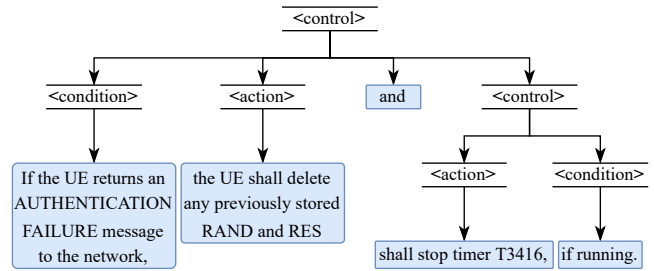 <control>
<condition>
<action>
and
<control>
If the UE returns an
AUTHENTICATION
FAILURE message
to the network,
the UE shall delete
any previously stored
RAND and RES
<action>
<condition>
shall stop timer T3416,
if running.